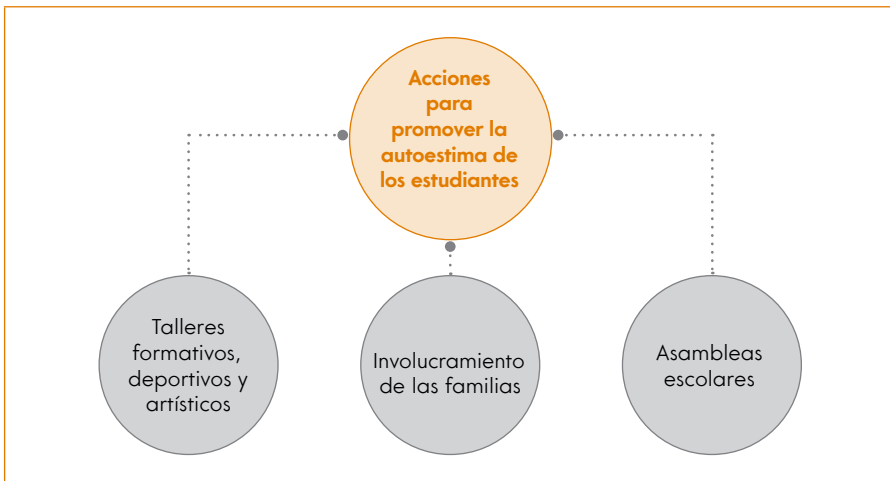 Acciones
para
promover la
autoestima de
los estudiantes
Talleres
formativos,
deportivos y
artísticos
Involucramiento
de las familias
Asambleas
escolares